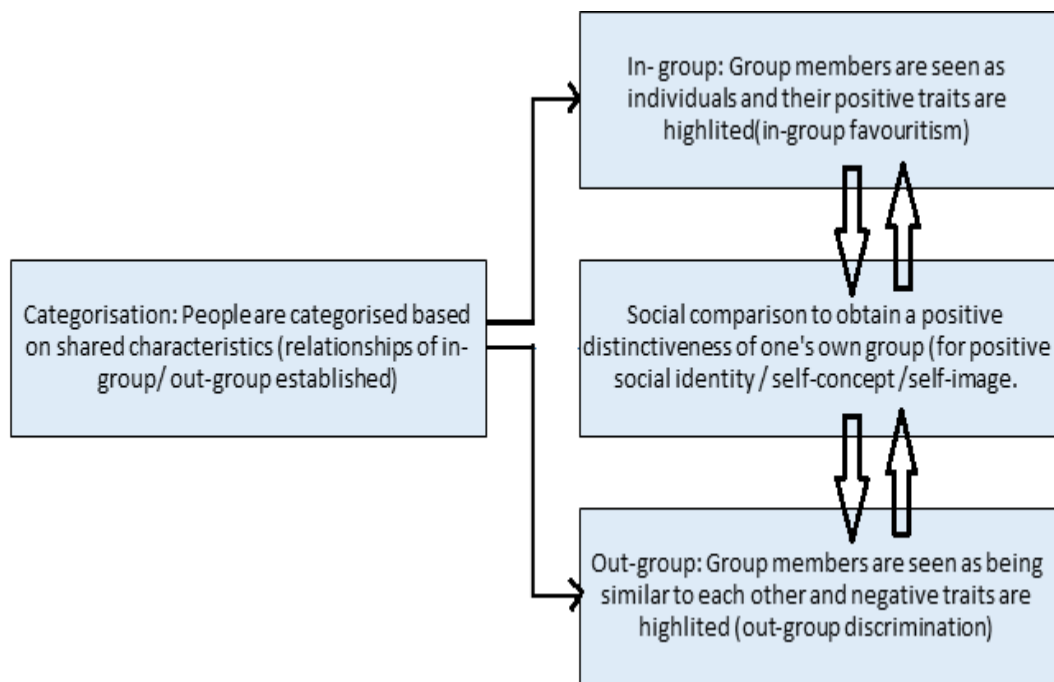 In- group: Group members are seen as
individuals and their positive traits are
highlited(in-group favouritism)
Categorisation: People are categorised based
on shared characteristics (relationships of in-
group/ out-group established)
Social comparison to obtain a positive
distinctiveness of one's own group (for positive
social identity / self-concept /self-image.
Out-group: Group members are seen as being
similar to each other and negative traits are
highlited (out-group discrimination)